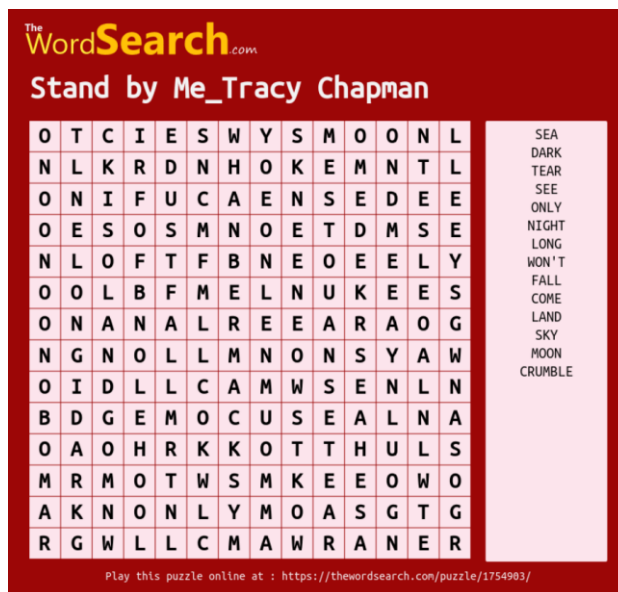 The
WordSearch.com
Stand by Me_Tracy Chapman
O T C I E S W Y S M O O N L
N L K R D N H O K E M N T L
O N I F U C A E N S E D E E
O E S O S M N O E T D M S E
N L O F T F B N E O E E L Y
O O L B F M E L N U K E E S
O N A N A L R E E A R A O G
N G N O L L M N O N S Y A W
O I D L L C A M W S E N L N
B D G E M O C U S E A L N A
O A O H R K K O T T H U L S
M R M O T W S M K E E O W O
A K N O N L Y M O A S G T G
R G W L L C M A W R A N E R
SEA
DARK
TEAR
SEE
ONLY
NIGHT
LONG
WON'T
FALL
COME
LAND
SKY
MOON
CRUMBLE
Play this puzzle online at : https://thewordsearch.com/puzzle/1754903/